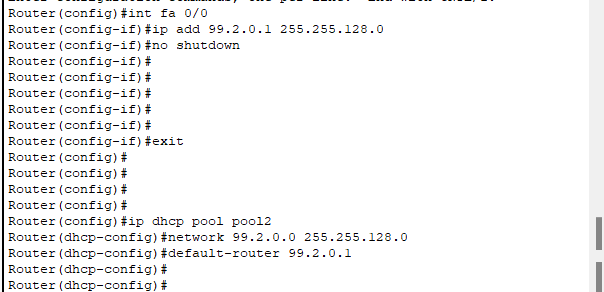 Router(config)#int fa 0/0
Router(config-if)#ip add 99.2.0.1 255.255.128.0
Router(config-if)#no shutdown
Router(config-if)#
Router(config-if)#
Router(config-if)#
Router(config-if)#
Router(config-if)#
Router(config-if)#exit
Router(config)#
Router(config)#
Router(config)#
Router(config)#
Router(config)#ip dhcp pool pool2
Router(dhcp-config)#network 99.2.0.0 255.255.128.0
Router(dhcp-config)#default-router 99.2.0.1
Router(dhcp-config)#
Router(dhcp-config)#